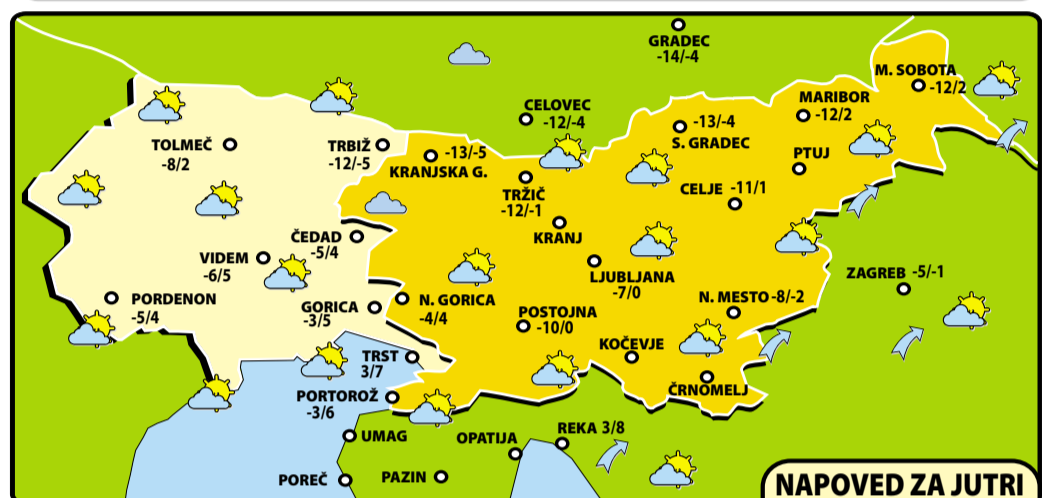 GRADEC
-14/-4
M. SOBOTA
-12/2
CELOVEC
-12/-4
MARIBOR
-12/2
-13/-4
S. GRADEC
TOLMEČ
-8/2
TRBIŽ
-12/-5
-13/-5
KRANJSKA G.
PTUJ
TRŽIČ
-12/-1
CELJE -11/1
KRANJ
ČEDAD
-5/4
VIDEM
-6/5
LJUBLJANA
-7/0
ZAGREB -5/-1
PORDENON
-5/4
GORICA
-3/5
N. GORICA
-4/4
N. MESTO -8/-2
POSTOJNA
-10/0
KOČEVJE
TRST
3/7
ČRNOMELJ
PORTOROŽ
-3/6
UMAG
OPATIJA
REKA 3/8
POREČ
PAZIN
NAPOVED ZA JUTRI